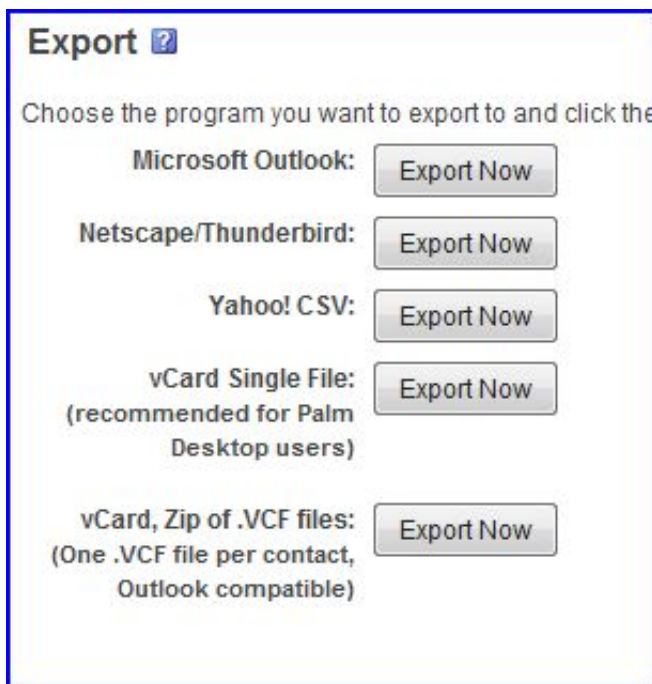 Export ?
Choose the program you want to export to and click the
Microsoft Outlook: Export Now
Netscape/Thunderbird: Export Now
Yahoo! CSV: Export Now
vCard Single File: Export Now
(recommended for Palm
Desktop users)
vCard, Zip of .VCF files: Export Now
(One .VCF file per contact,
Outlook compatible)